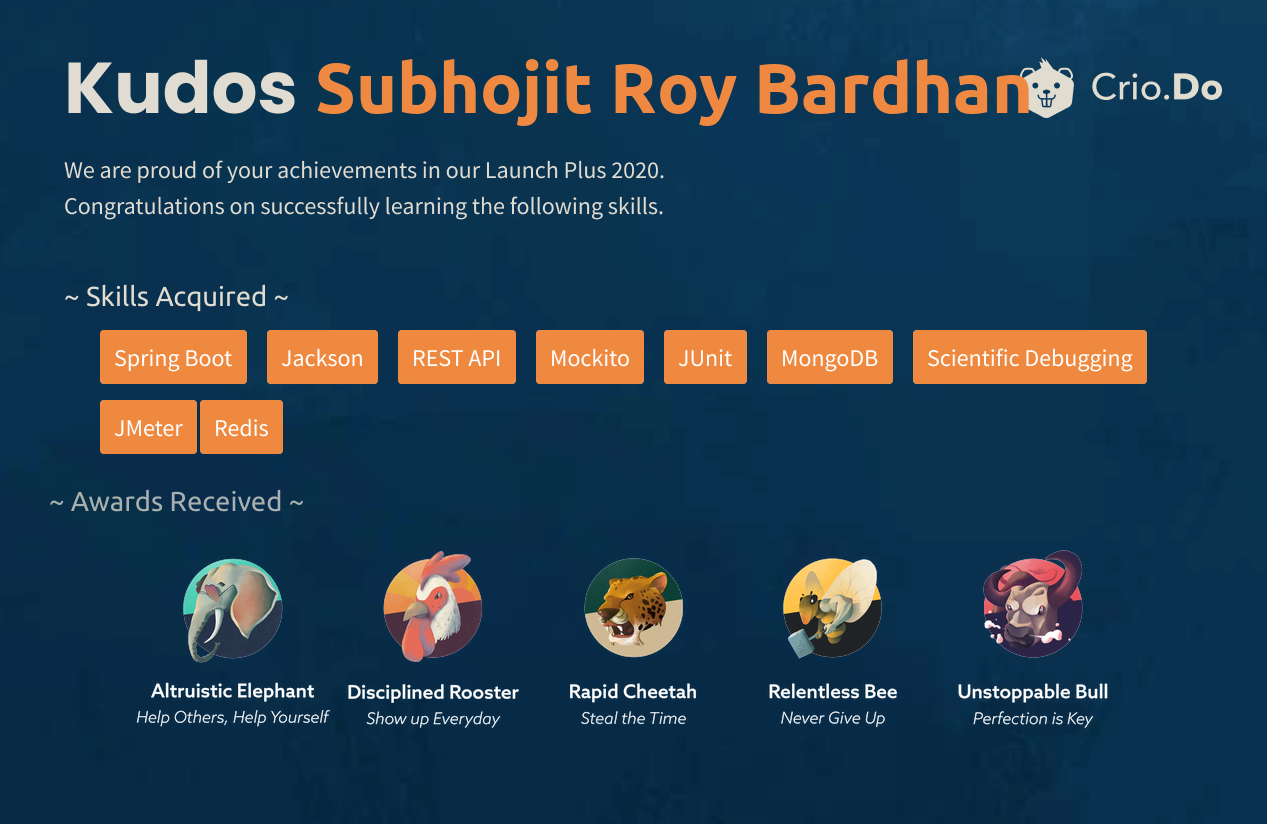 Kudos Subhojit Roy Bardhan Crio.Do
We are proud of your achievements in our Launch Plus 2020.
Congratulations on successfully learning the following skills.
~ Skills Acquired ~
Spring Boot Jackson REST API Mockito JUnit MongoDB Scientific Debugging
JMeter Redis
~ Awards Received ~
Altruistic Elephant Disciplined Rooster Rapid Cheetah Relentless Bee Unstoppable Bull
Help Others, Help Yourself Show up Everyday Steal the Time Never Give Up Perfection is Key